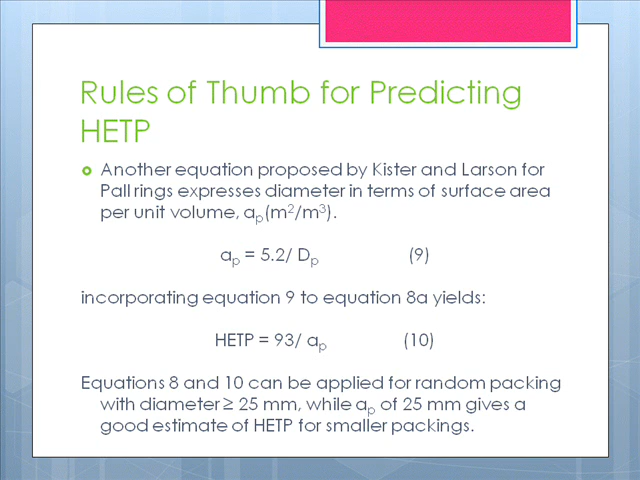 Rules of Thumb for Predicting
HETP
Another equation proposed by Kister and Larson for
Pall rings expresses diameter in terms of surface area
per unit volume, aₚ(m²/m³).
aₚ = 5.2/ Dₚ (9)
incorporating equation 9 to equation 8a yields:
HETP = 93/ aₚ (10)
Equations 8 and 10 can be applied for random packing
with diameter ≥ 25 mm, while aₚ of 25 mm gives a
good estimate of HETP for smaller packings.